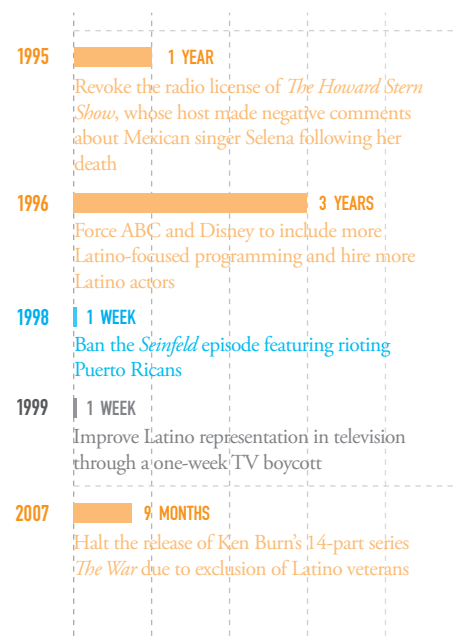 1995 1 YEAR
Revoke the radio license of The Howard Stern
Show, whose host made negative comments
about Mexican singer Selena following her
death
1996 3 YEARS
Force ABC and Disney to include more
Latino-focused programming and hire more
Latino actors
1998 1 WEEK
Ban the Seinfeld episode featuring rioting
Puerto Ricans
1999 1 WEEK
Improve Latino representation in television
through a one-week TV boycott
2007 9 MONTHS
Halt the release of Ken Burn's 14-part series
The War due to exclusion of Latino veterans